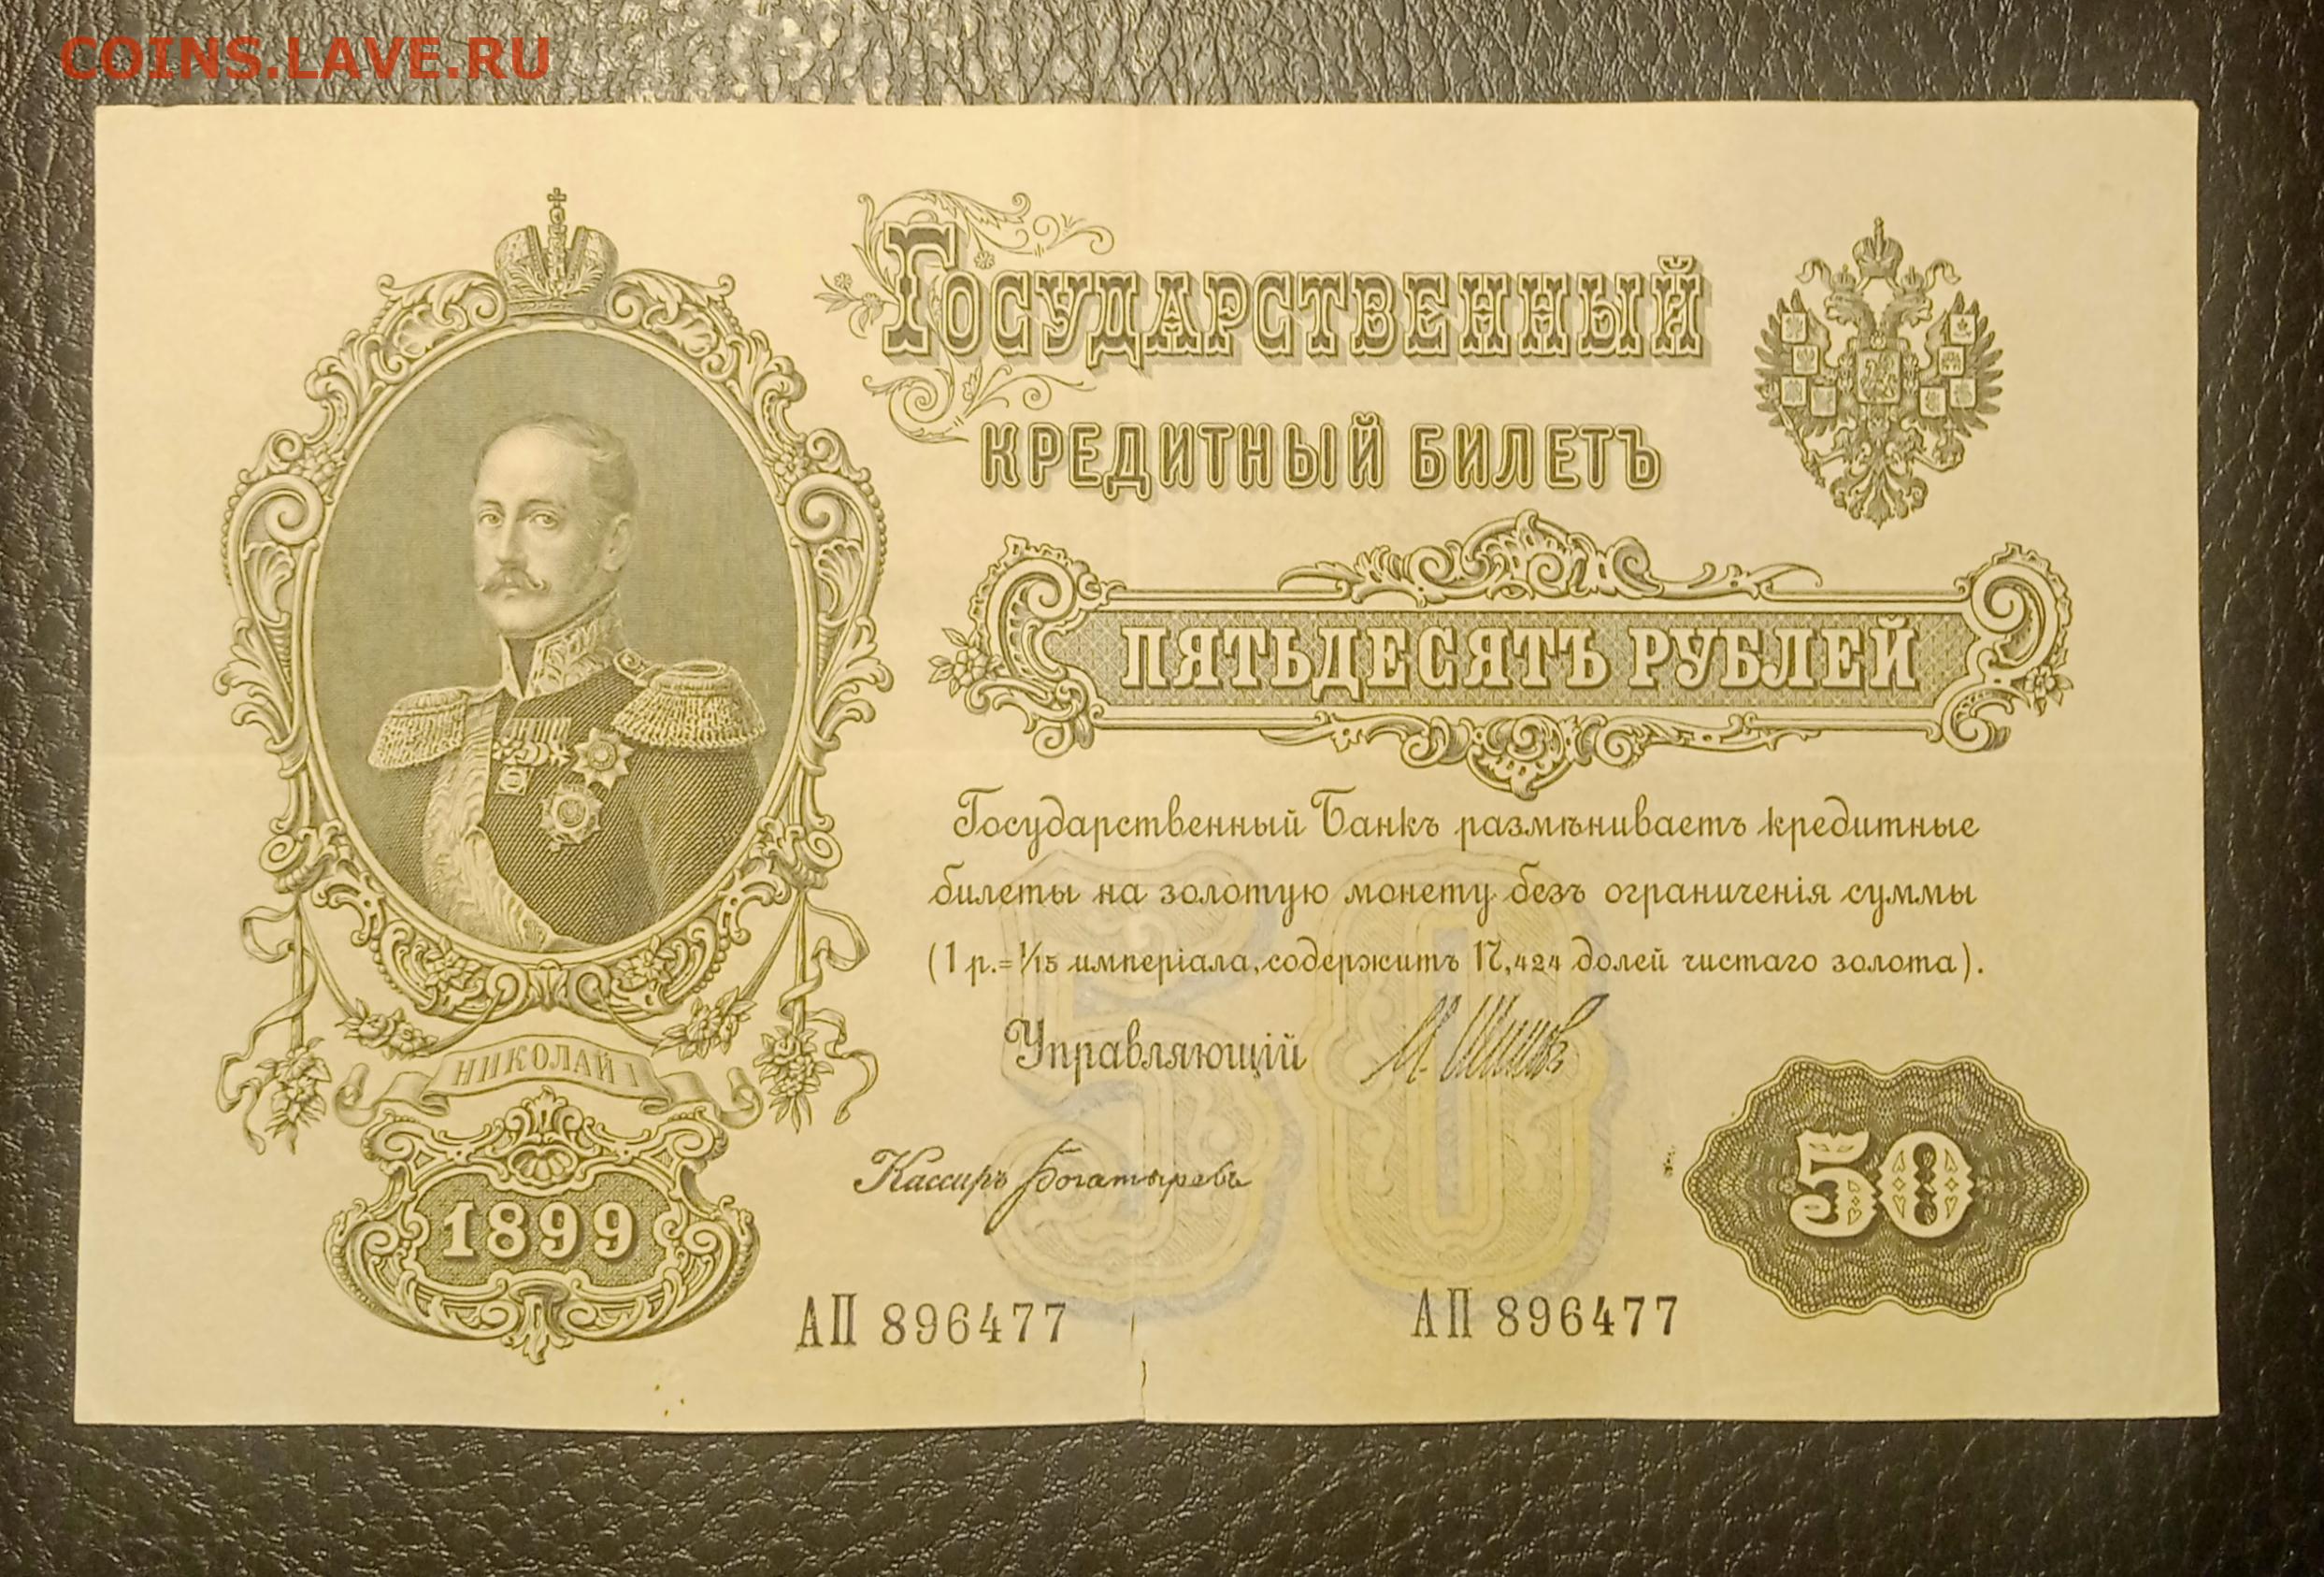 COINS.LAVE.RU
Государственный
кредитный билетъ
пятьдесятъ рублей
Государственный Банкъ размѣниваетъ кредитные
билеты на золотую монету безъ ограниченія суммы
(1 р.=1/15 имперіала, содержитъ 17,424 долей чистаго золота).
Управляющій И. Шиповъ
НИКОЛАЙ I
Кассиръ Богатыревъ
1899
50
АП 896477 АП 896477